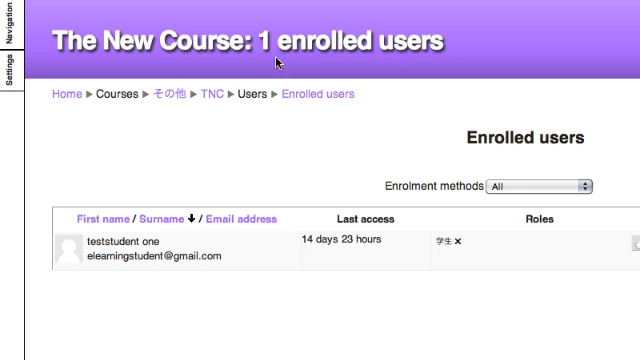 Navigation
Settings
The New Course: 1 enrolled users
Home ▶ Courses ▶ その他 ▶ TNC ▶ Users ▶ Enrolled users
Enrolled users
Enrolment methods All
First name / Surname ↓ / Email address Last access Roles
teststudent one 14 days 23 hours 学生 ✕
elearningstudent@gmail.com